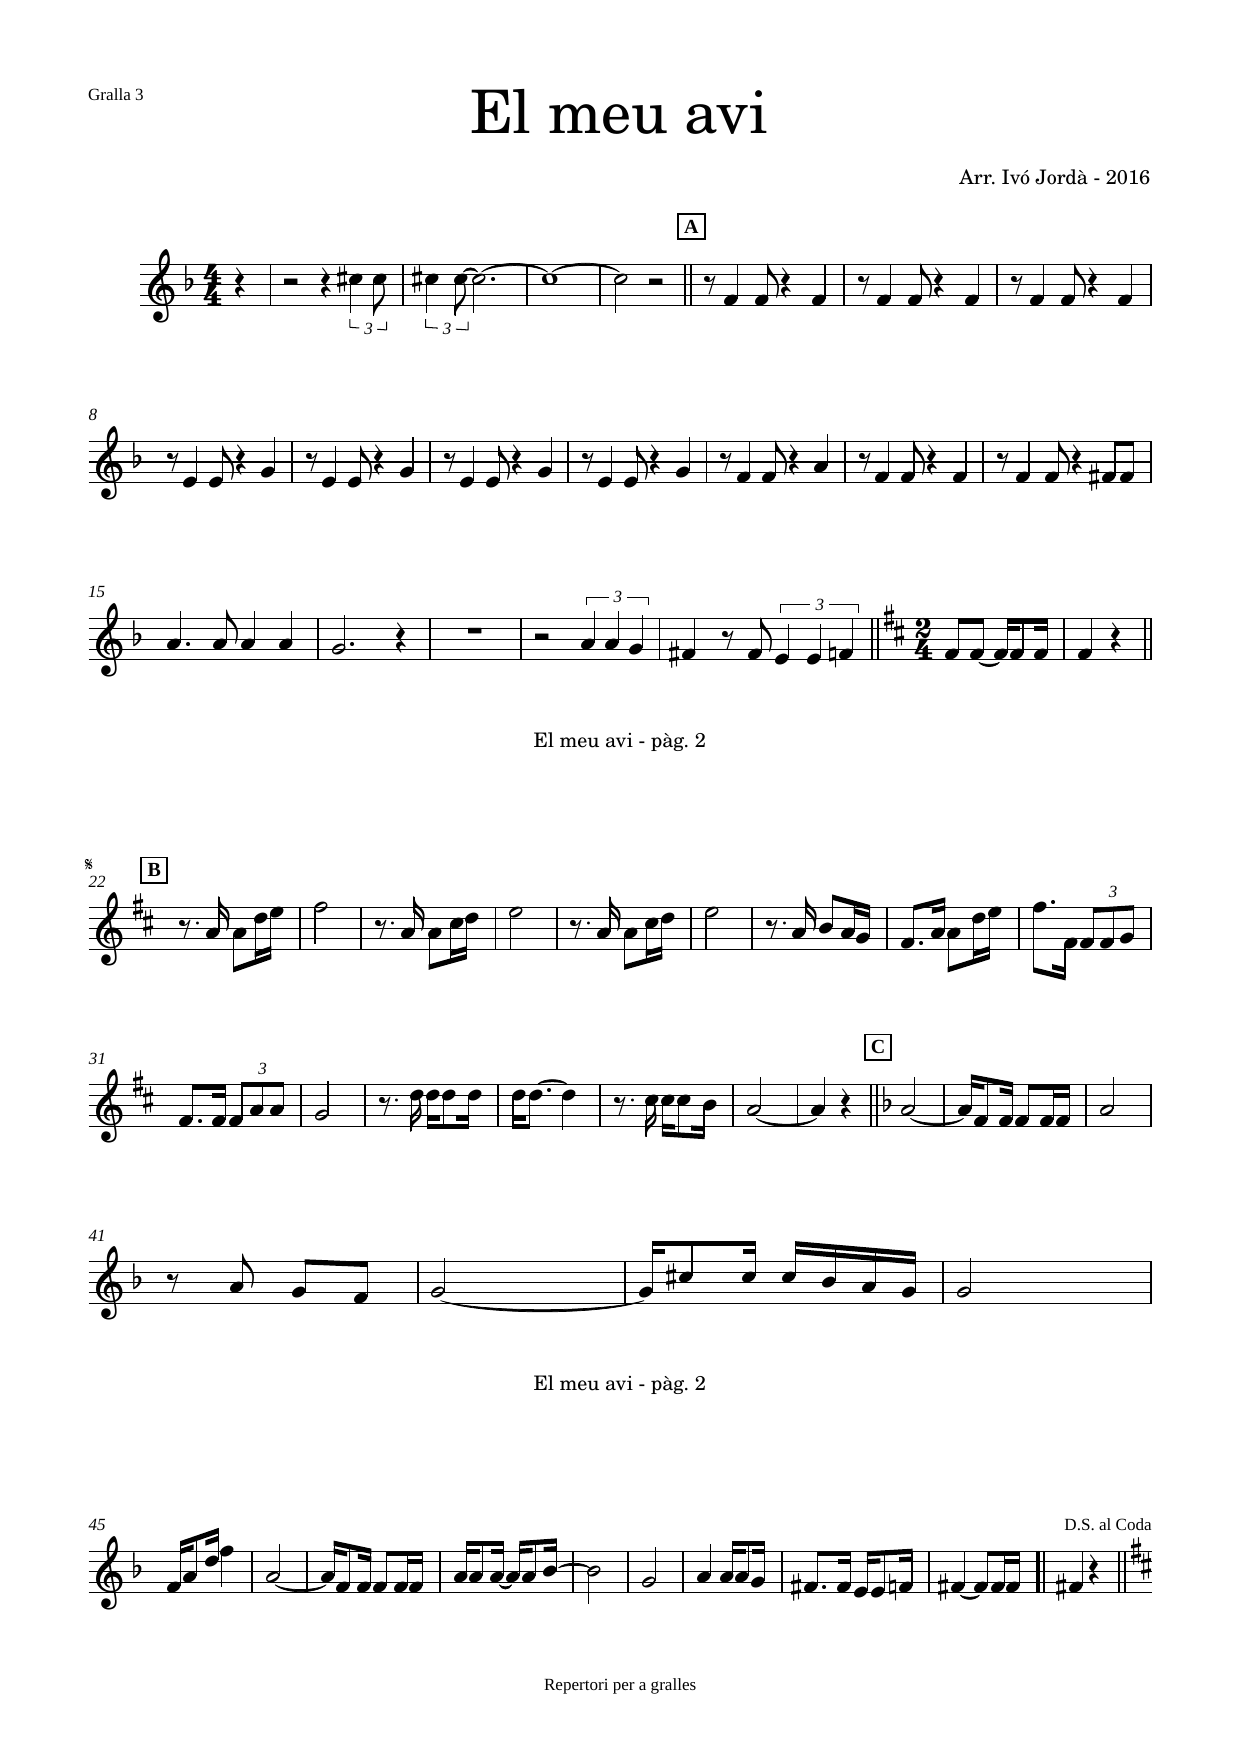 Gralla 3
El meu avi
Arr. Ivó Jordà - 2016
A
3
3
8
15
3
3
El meu avi - pàg. 2
B
22
3
31
3
C
41
El meu avi - pàg. 2
45
D.S. al Coda
Repertori per a gralles